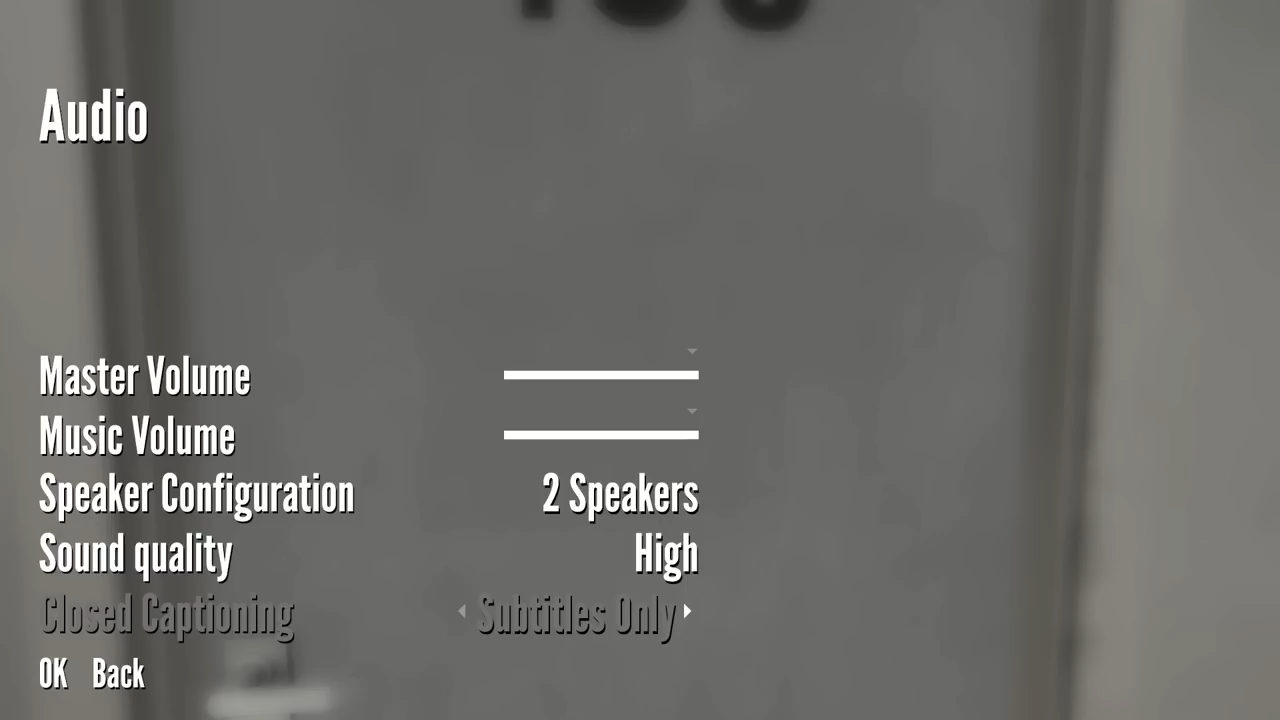 Audio
Master Volume
Music Volume
Speaker Configuration 2 Speakers
Sound quality High
Closed Captioning Subtitles Only
OK Back